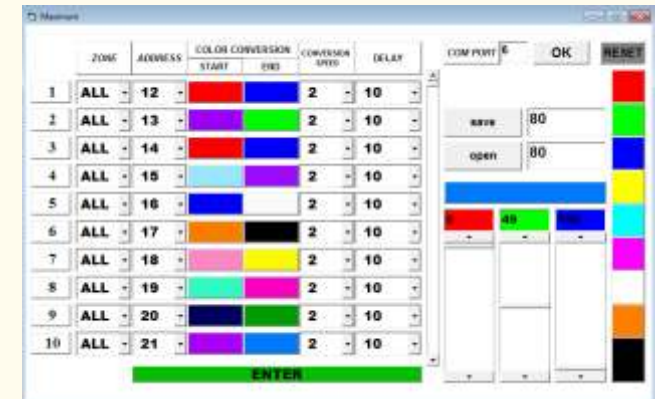 Maximum
ZONE ADDRESS COLOR CONVERSION CONVERSION SPEED DELAY COM PORT 6 OK RESET
START END
1 ALL 12 2 10
2 ALL 13 2 10 save 80
3 ALL 14 2 10 open 80
4 ALL 15 2 10
5 ALL 16 2 10
6 ALL 17 2 10 49
7 ALL 18 2 10
8 ALL 19 2 10
9 ALL 20 2 10
10 ALL 21 2 10
ENTER